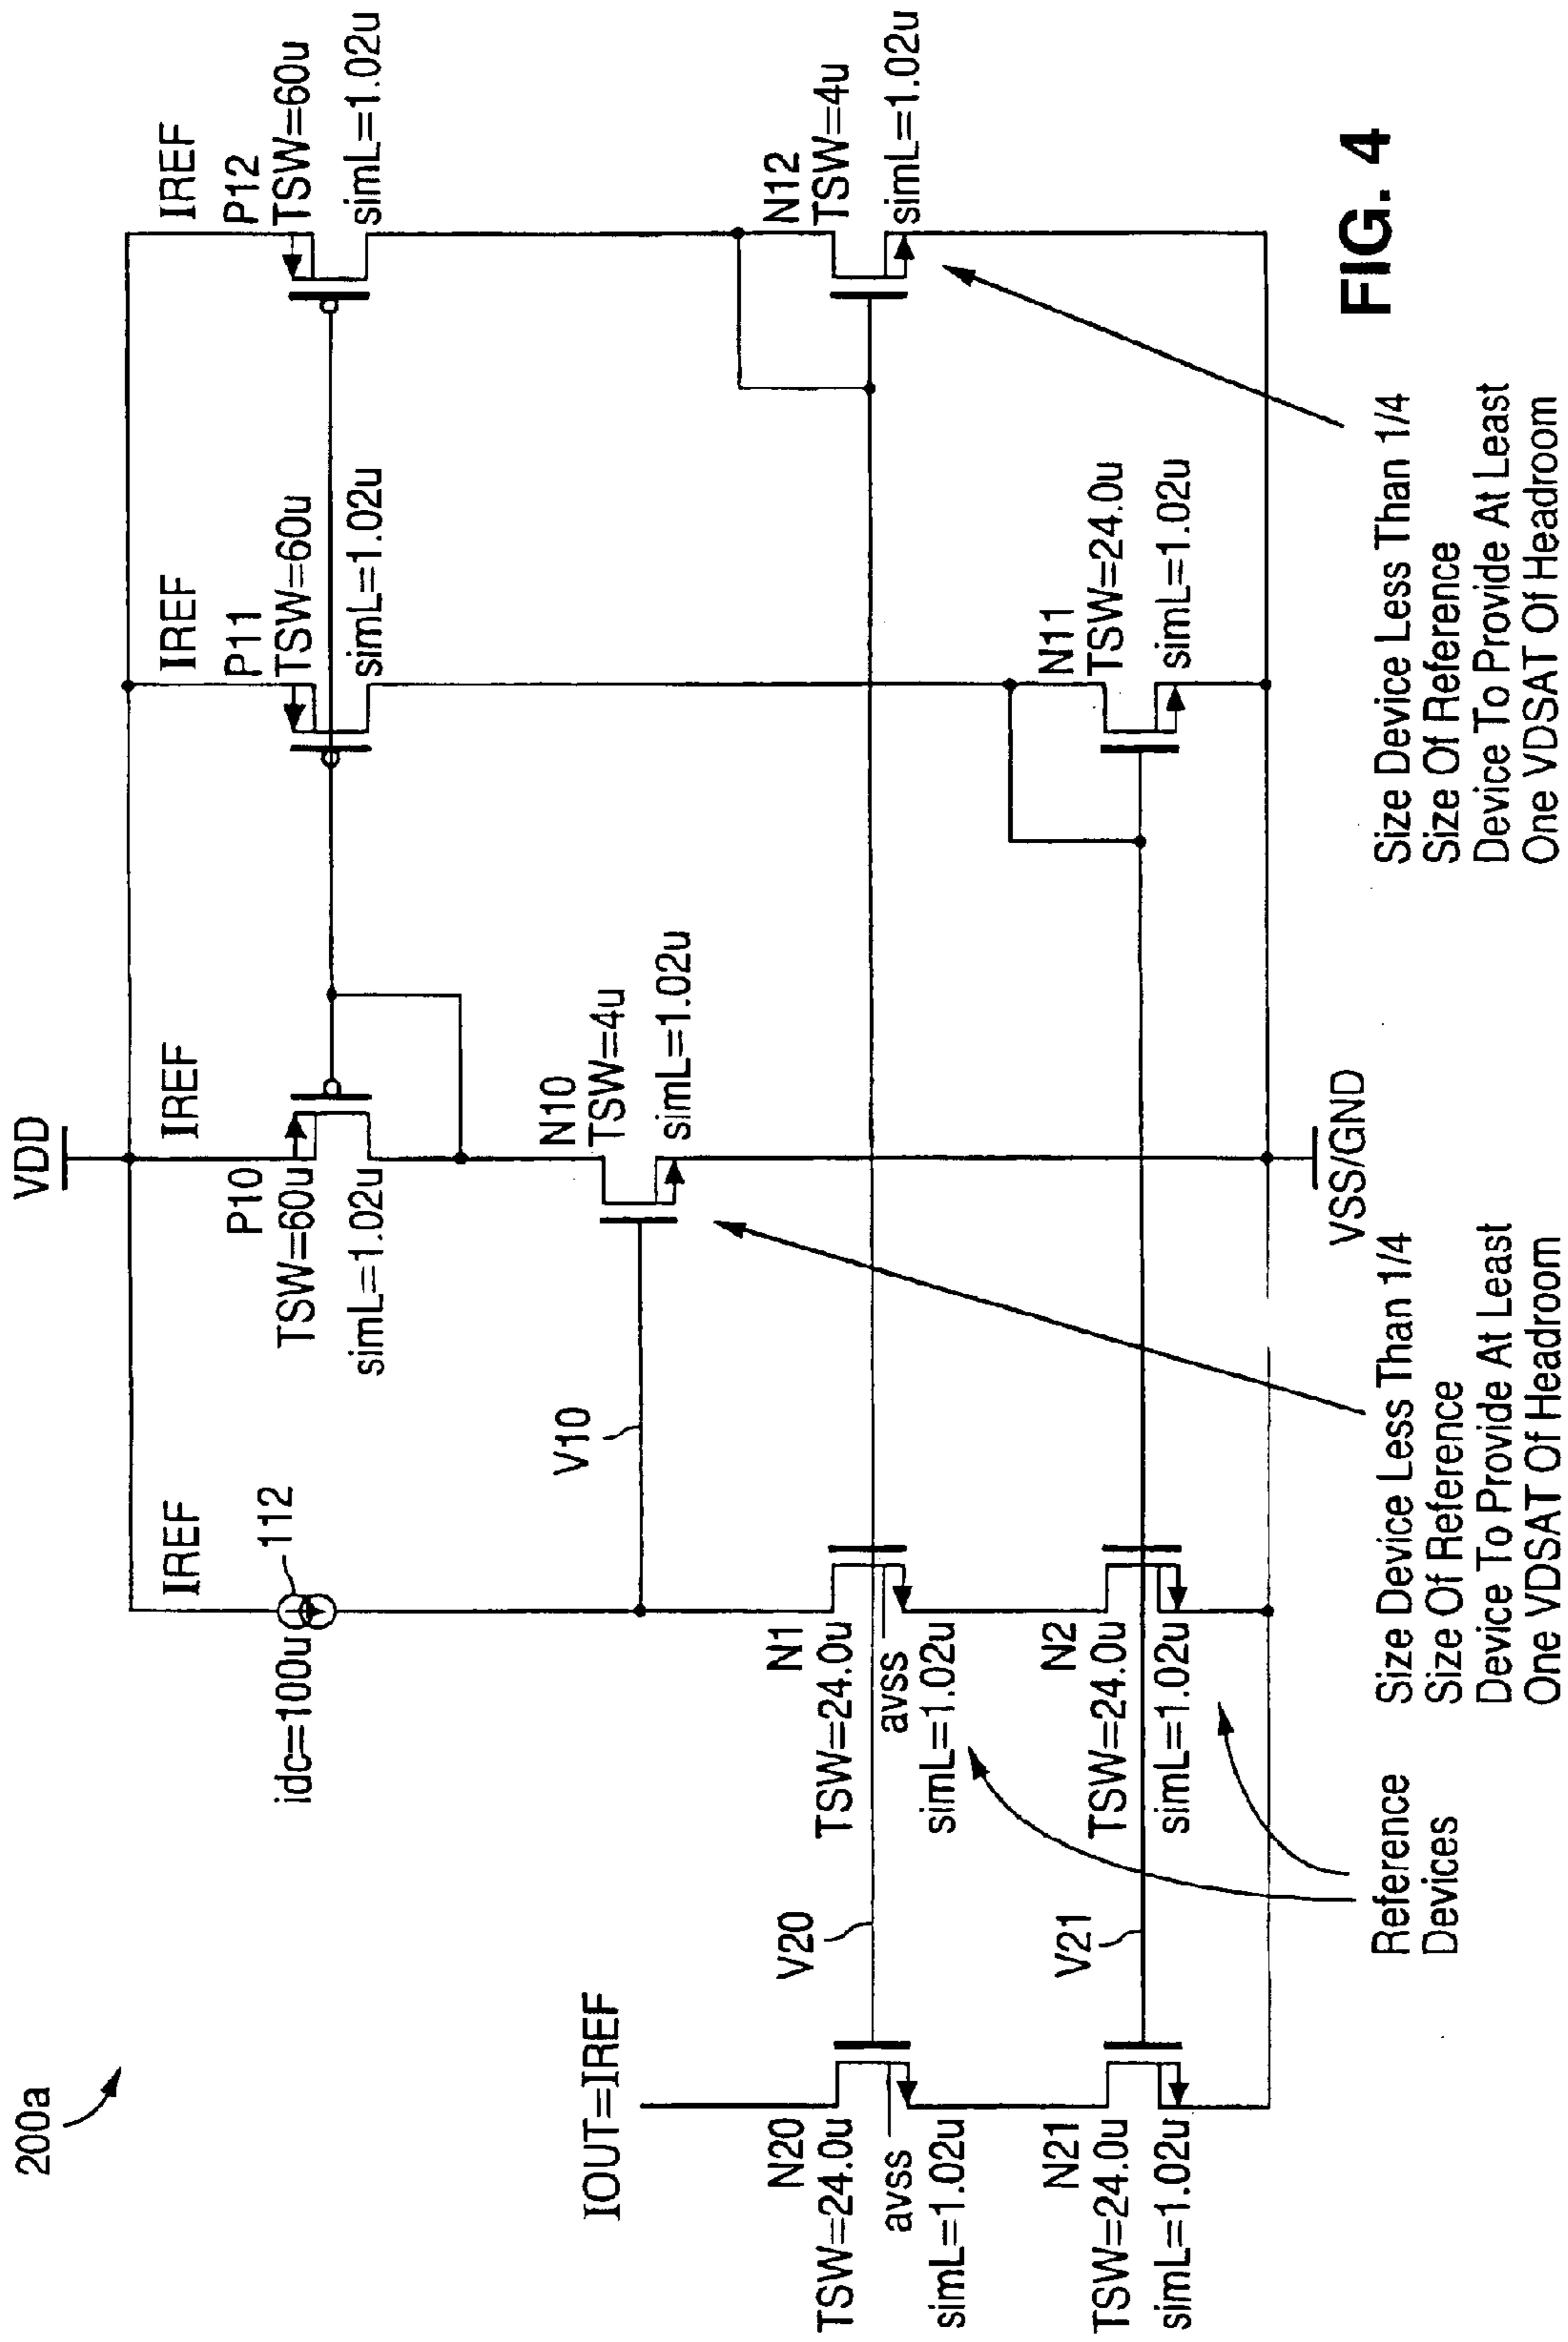 200a
VDD
IREF
idc=100u
112
IREF
P10
TSW=60u
simL=1.02u
IREF
P11
TSW=60u
simL=1.02u
IREF
P12
TSW=60u
simL=1.02u
V10
N10
TSW=4u
simL=1.02u
IOUT=IREF
N20
TSW=24.0u
avss
simL=1.02u
V20
N1
TSW=24.0u
avss
simL=1.02u
N12
TSW=4u
simL=1.02u
N21
TSW=24.0u
simL=1.02u
V21
N2
TSW=24.0u
simL=1.02u
N11
TSW=24.0u
simL=1.02u
VSS/GND
Reference
Devices
Size Device Less Than 1/4
Size Of Reference
Device To Provide At Least
One VDSAT Of Headroom
Size Device Less Than 1/4
Size Of Reference
Device To Provide At Least
One VDSAT Of Headroom
FIG. 4